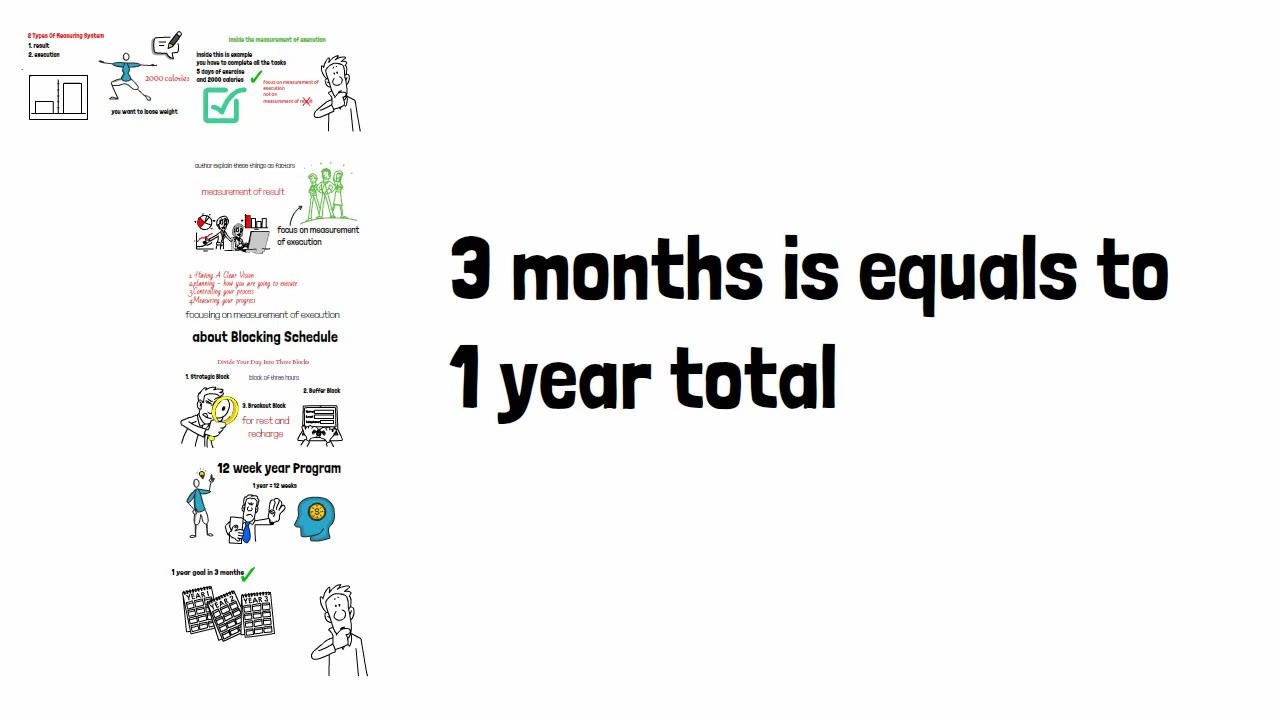 2 Types Of Measuring System
1. result
2. execution
2000 calories
you want to loose weight
inside the measurement of execution
inside this is example
you have to complete all the tasks
5 days of exercise
and 2000 calories
focus on measurement of
execution
not on
measurement of result
author explain these things as factors
measurement of result
focus on measurement
of execution
1. Having A Clear Vision
2.planning - how you are going to execute
3.Controlling your process
4.Measuring your progress
focusing on measurement of execution
about Blocking Schedule
Divide Your Day Into Three Blocks
1. Strategic Block
block of three hours
2. Buffer Block
3. Breakout Block
for rest and
recharge
12 week year Program
1 year = 12 weeks
1 year goal in 3 months
YEAR 1
YEAR 2
YEAR 3
3 months is equals to
1 year total